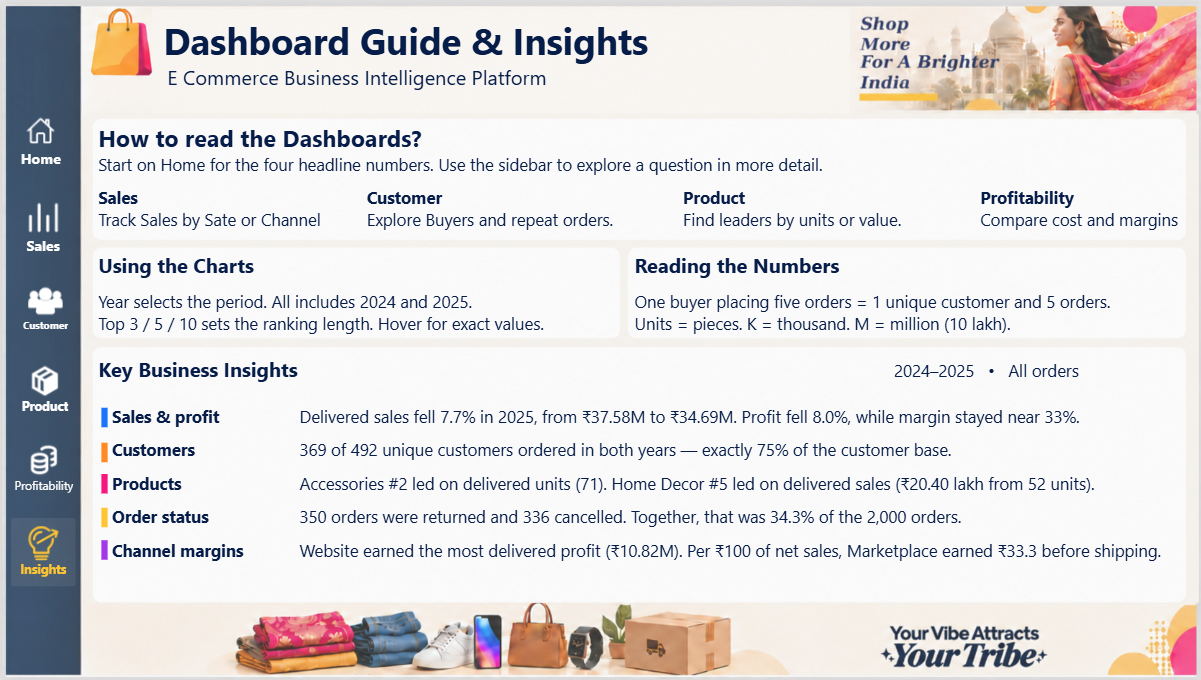 Dashboard Guide & Insights
E Commerce Business Intelligence Platform
Shop
More
For A Brighter
India
Home
Sales
Customer
Product
Profitability
Insights
How to read the Dashboards?
Start on Home for the four headline numbers. Use the sidebar to explore a question in more detail.
Sales
Track Sales by Sate or Channel
Customer
Explore Buyers and repeat orders.
Product
Find leaders by units or value.
Profitability
Compare cost and margins
Using the Charts
Year selects the period. All includes 2024 and 2025.
Top 3 / 5 / 10 sets the ranking length. Hover for exact values.
Reading the Numbers
One buyer placing five orders = 1 unique customer and 5 orders.
Units = pieces. K = thousand. M = million (10 lakh).
Key Business Insights
2024–2025 • All orders
Sales & profit Delivered sales fell 7.7% in 2025, from ₹37.58M to ₹34.69M. Profit fell 8.0%, while margin stayed near 33%.
Customers 369 of 492 unique customers ordered in both years — exactly 75% of the customer base.
Products Accessories #2 led on delivered units (71). Home Decor #5 led on delivered sales (₹20.40 lakh from 52 units).
Order status 350 orders were returned and 336 cancelled. Together, that was 34.3% of the 2,000 orders.
Channel margins Website earned the most delivered profit (₹10.82M). Per ₹100 of net sales, Marketplace earned ₹33.3 before shipping.
Your Vibe Attracts
Your Tribe